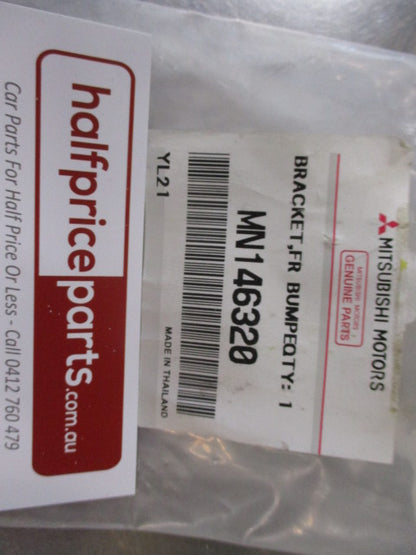 halfpriceparts.com.au
Car Parts For Half Price Or Less - Call 0412 760 479
MITSUBISHI MOTORS
MITSUBISHI MOTORS
GENUINE PARTS
BRACKET,FR BUMPEQTY: 1
MN146320
YL21
MADE IN THAILAND